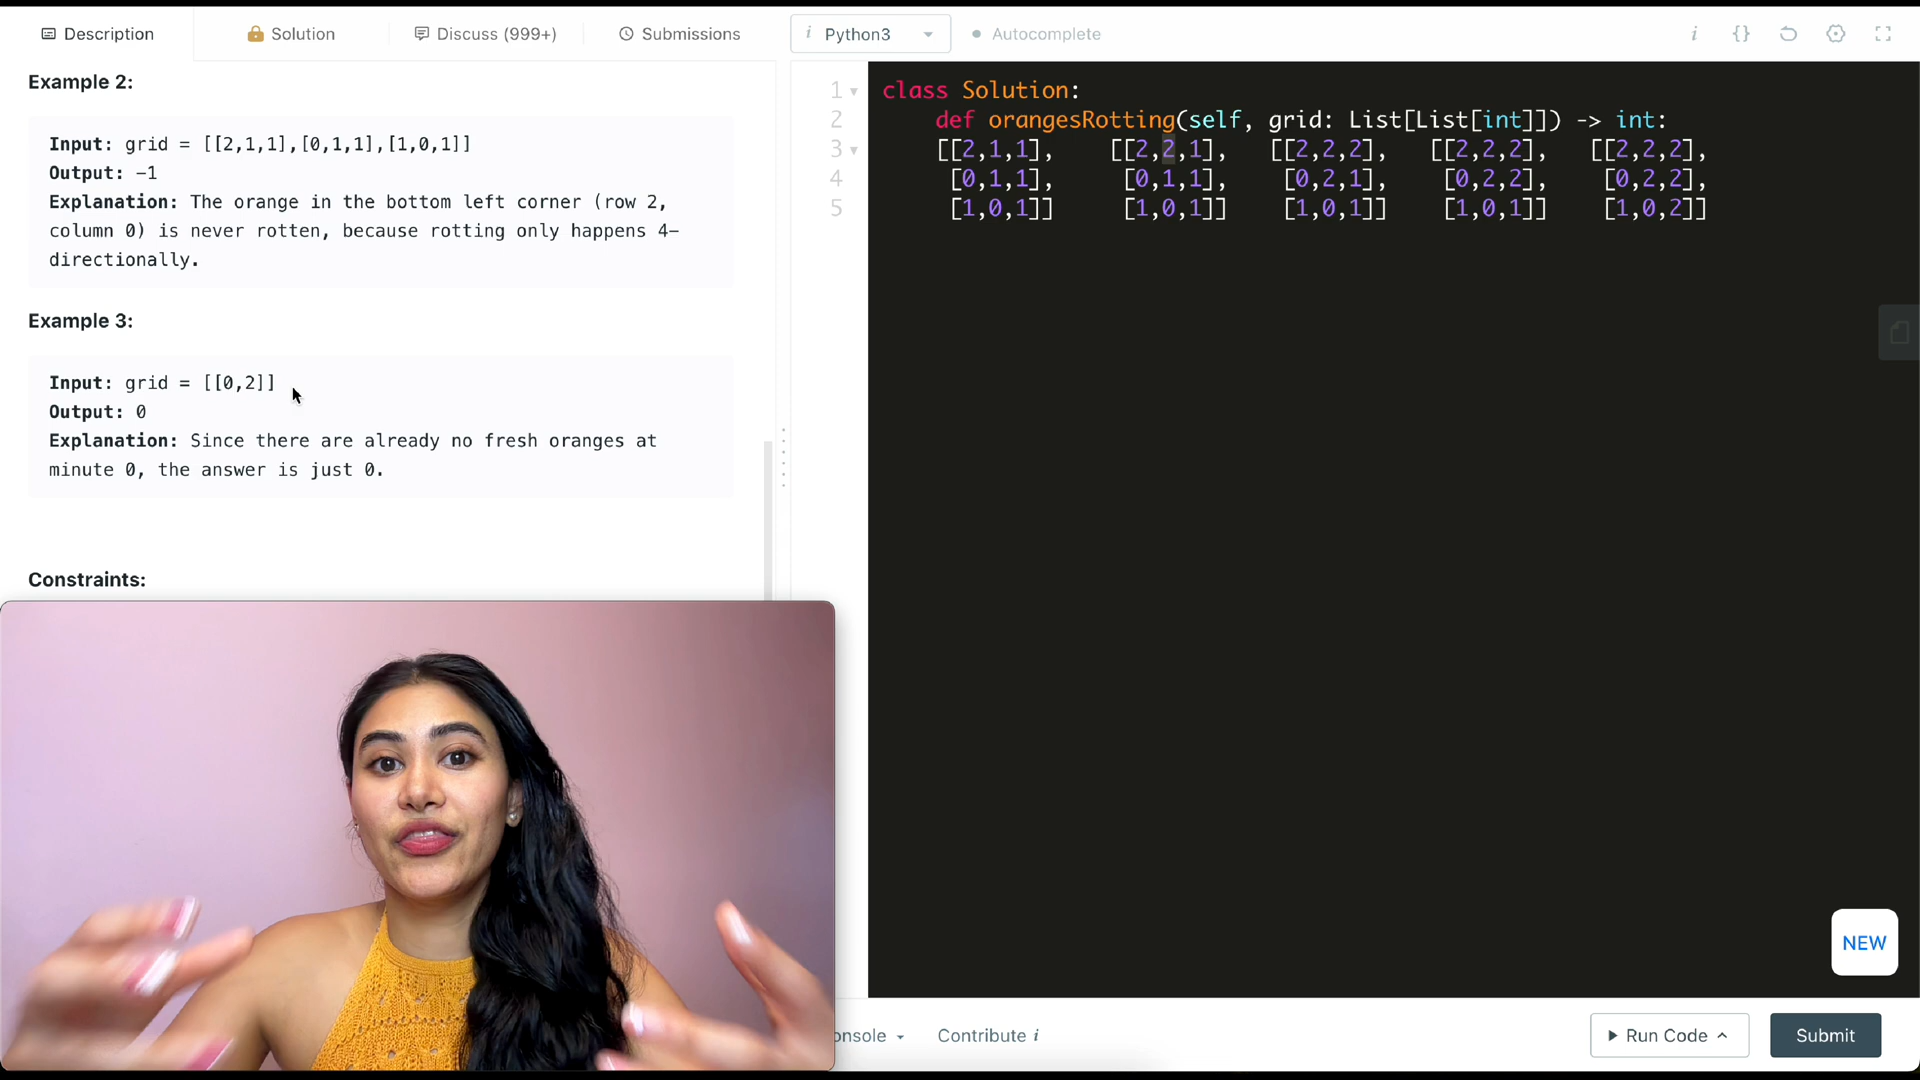 Description
Solution
Discuss (999+)
Submissions
i Python3
Autocomplete
i {}
Example 2:
Input: grid = [[2,1,1],[0,1,1],[1,0,1]]
Output: -1
Explanation: The orange in the bottom left corner (row 2,
column 0) is never rotten, because rotting only happens 4-
directionally.
Example 3:
Input: grid = [[0,2]]
Output: 0
Explanation: Since there are already no fresh oranges at
minute 0, the answer is just 0.
Constraints:
1 class Solution:
2 def orangesRotting(self, grid: List[List[int]]) -> int:
3 [[2,1,1], [[2,2,1], [[2,2,2], [[2,2,2], [[2,2,2],
4 [0,1,1], [0,1,1], [0,2,1], [0,2,2], [0,2,2],
5 [1,0,1]] [1,0,1]] [1,0,1]] [1,0,1]] [1,0,2]]
NEW
onsole
Contribute i
Run Code
Submit